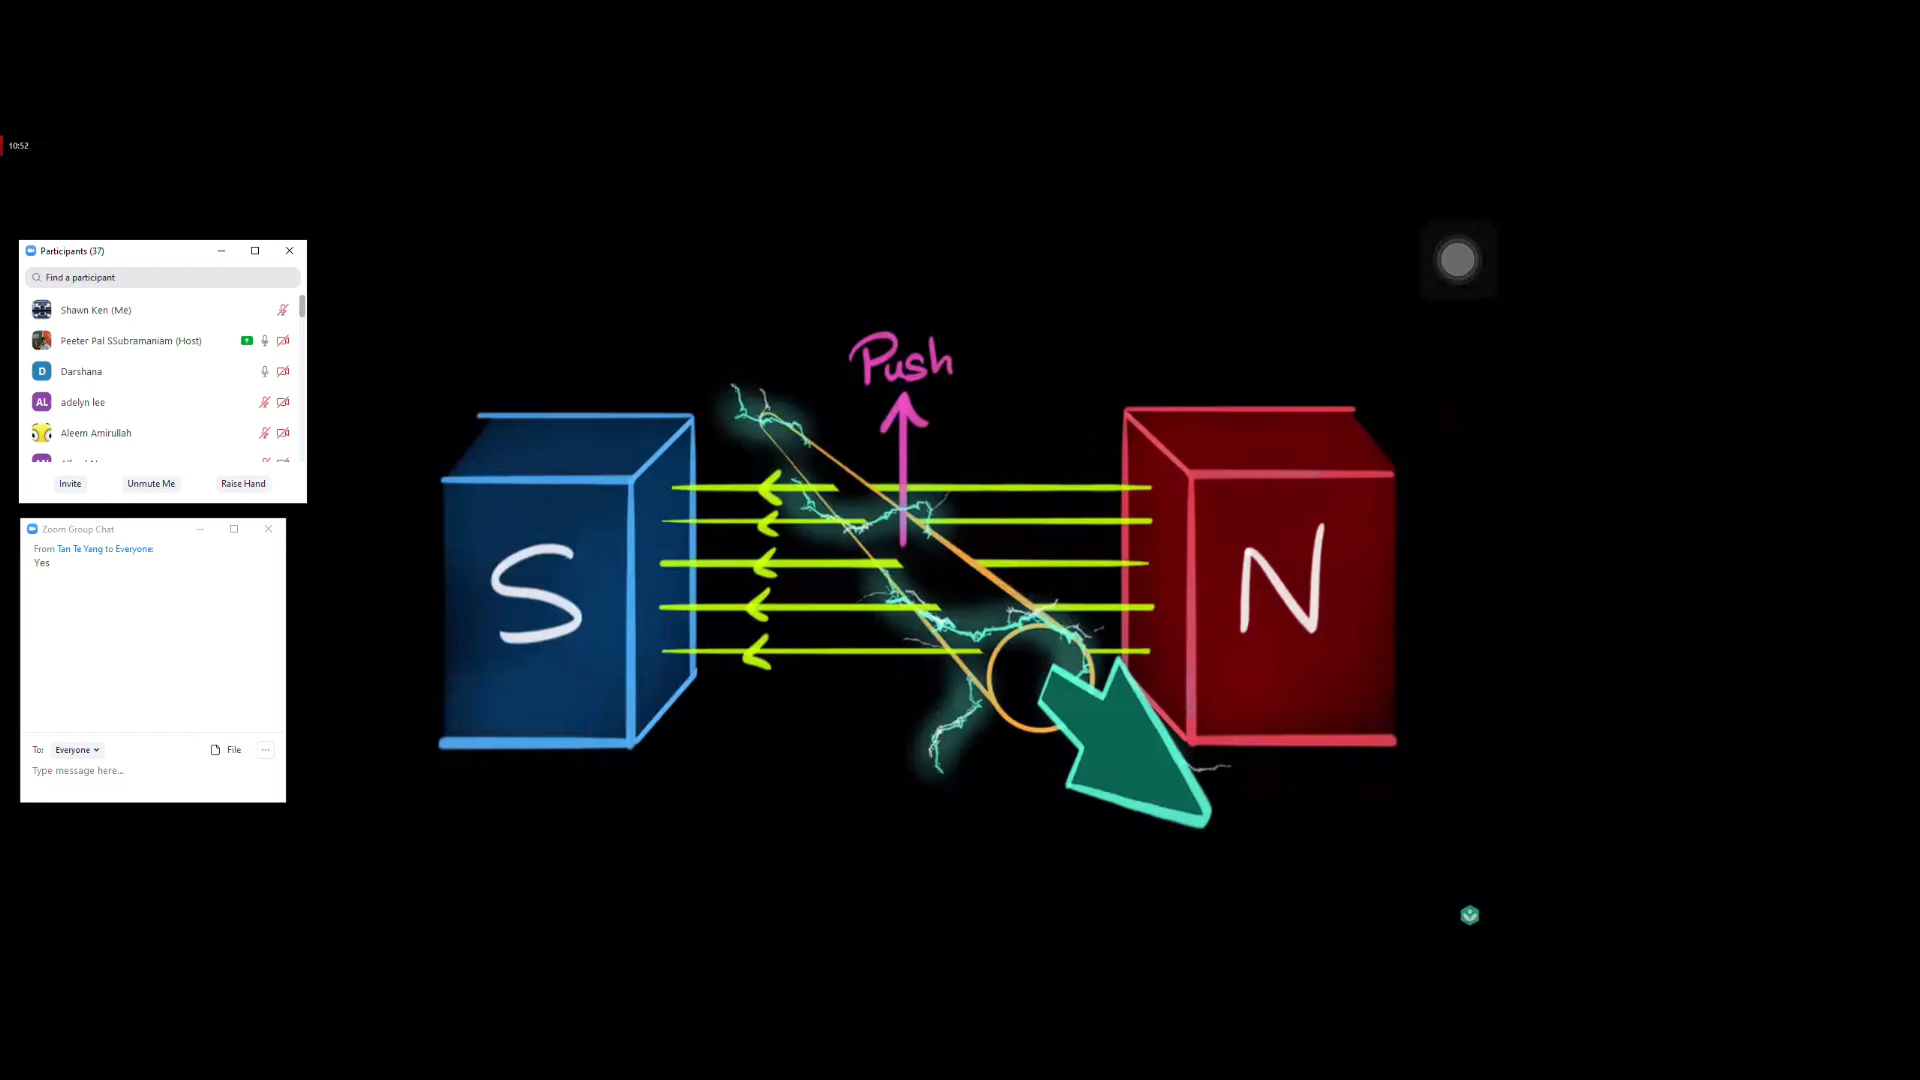 10:52
Participants (37)
Find a participant
Shawn Ken (Me)
Peeter Pal SSubramaniam (Host)
D Darshana
AL adelyn lee
Aleem Amirullah
Invite Unmute Me Raise Hand
Zoom Group Chat
From Tan Te Yang to Everyone:
Yes
To: Everyone File
Type message here...
Push
S
N